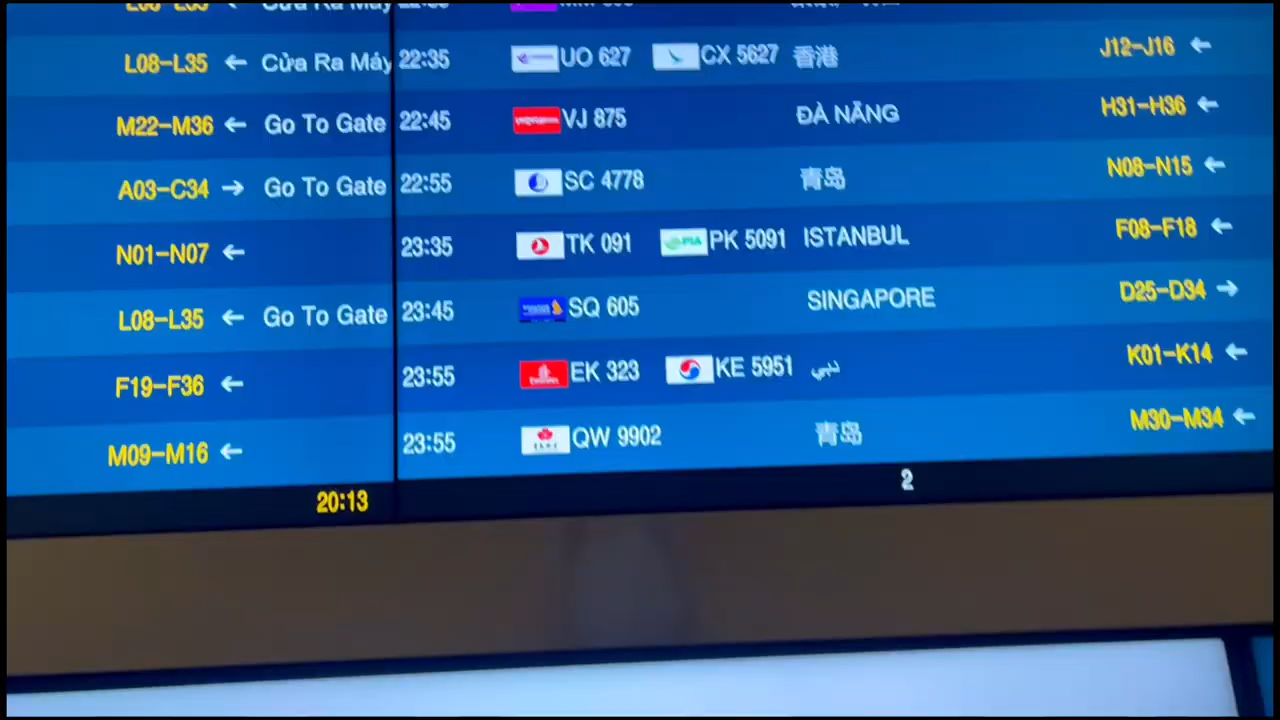 L08-L35 ← Cửa Ra Máy 22:35 UO 627 CX 5627 香港 J12-J16 ←
M22-M36 ← Go To Gate 22:45 VJ 875 ĐÀ NẴNG H31-H36 ←
A03-C34 → Go To Gate 22:55 SC 4778 青岛 N08-N15 ←
N01-N07 ← 23:35 TK 091 PIA PK 5091 ISTANBUL F08-F18 ←
L08-L35 ← Go To Gate 23:45 SQ 605 SINGAPORE D25-D34 →
F19-F36 ← 23:55 Emirates EK 323 KE 5951 دبي K01-K14 ←
M09-M16 ← 23:55 QW 9902 青岛 M30-M34 ←
20:13 2